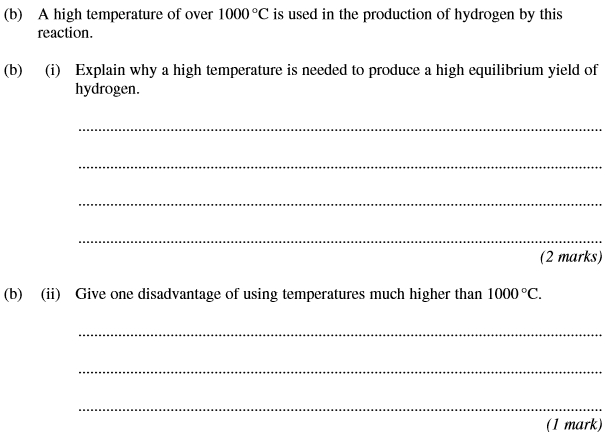 (b) A high temperature of over 1000 °C is used in the production of hydrogen by this
reaction.
(b) (i) Explain why a high temperature is needed to produce a high equilibrium yield of
hydrogen.
(2 marks)
(b) (ii) Give one disadvantage of using temperatures much higher than 1000 °C.
(1 mark)